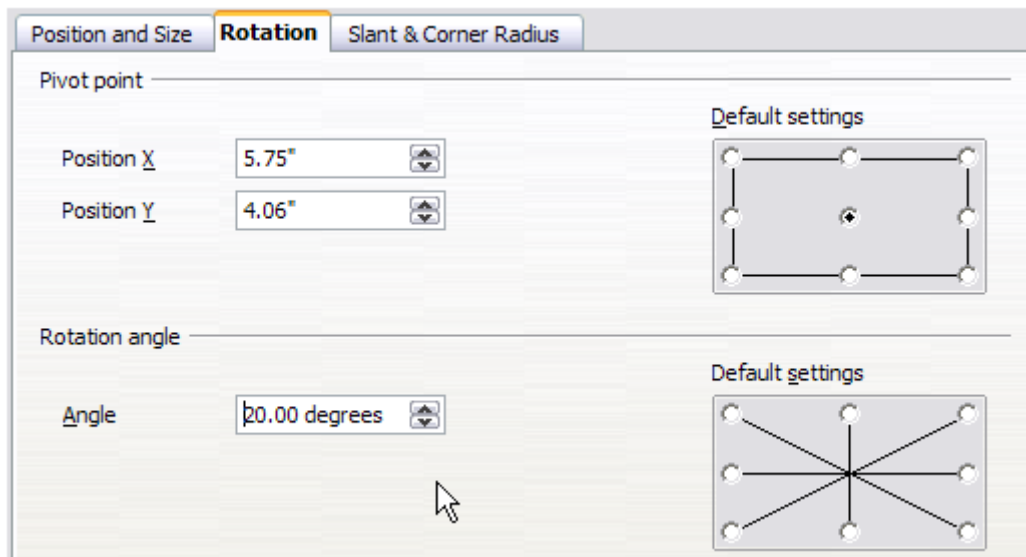 Position and Size Rotation Slant & Corner Radius
Pivot point
Default settings
Position X 5.75"
Position Y 4.06"
Rotation angle
Default settings
Angle 20.00 degrees